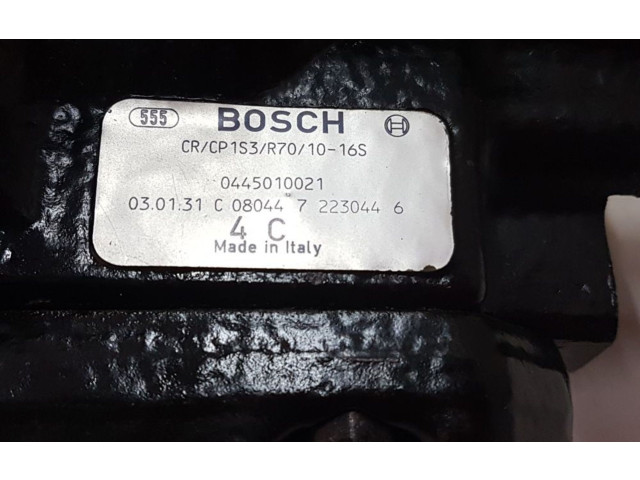 555 BOSCH
CR/CP1S3/R70/10-16S
0445010021
03.01.31 C 08044 7 223044 6
4 C
Made in Italy